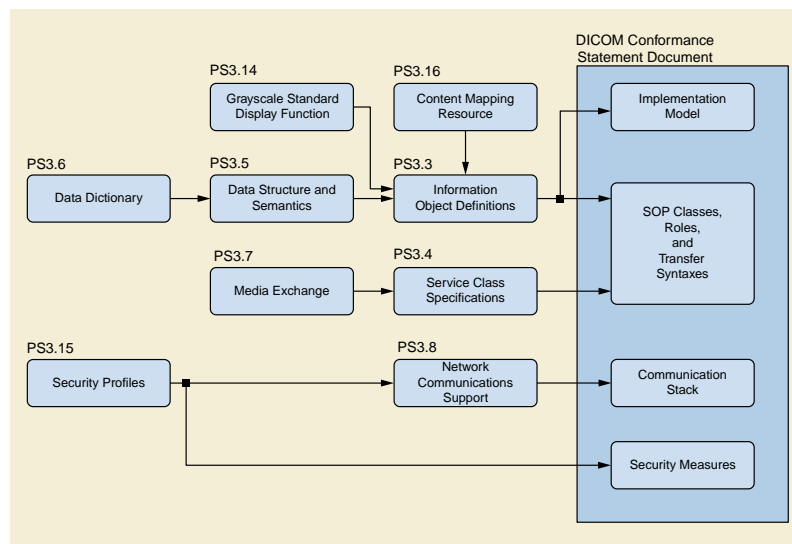 DICOM Conformance
Statement Document
PS3.14
Grayscale Standard
Display Function
PS3.16
Content Mapping
Resource
Implementation
Model
PS3.6
Data Dictionary
PS3.5
Data Structure and
Semantics
PS3.3
Information
Object Definitions
SOP Classes,
Roles,
and
Transfer
Syntaxes
PS3.7
Media Exchange
PS3.4
Service Class
Specifications
PS3.15
Security Profiles
PS3.8
Network
Communications
Support
Communication
Stack
Security Measures